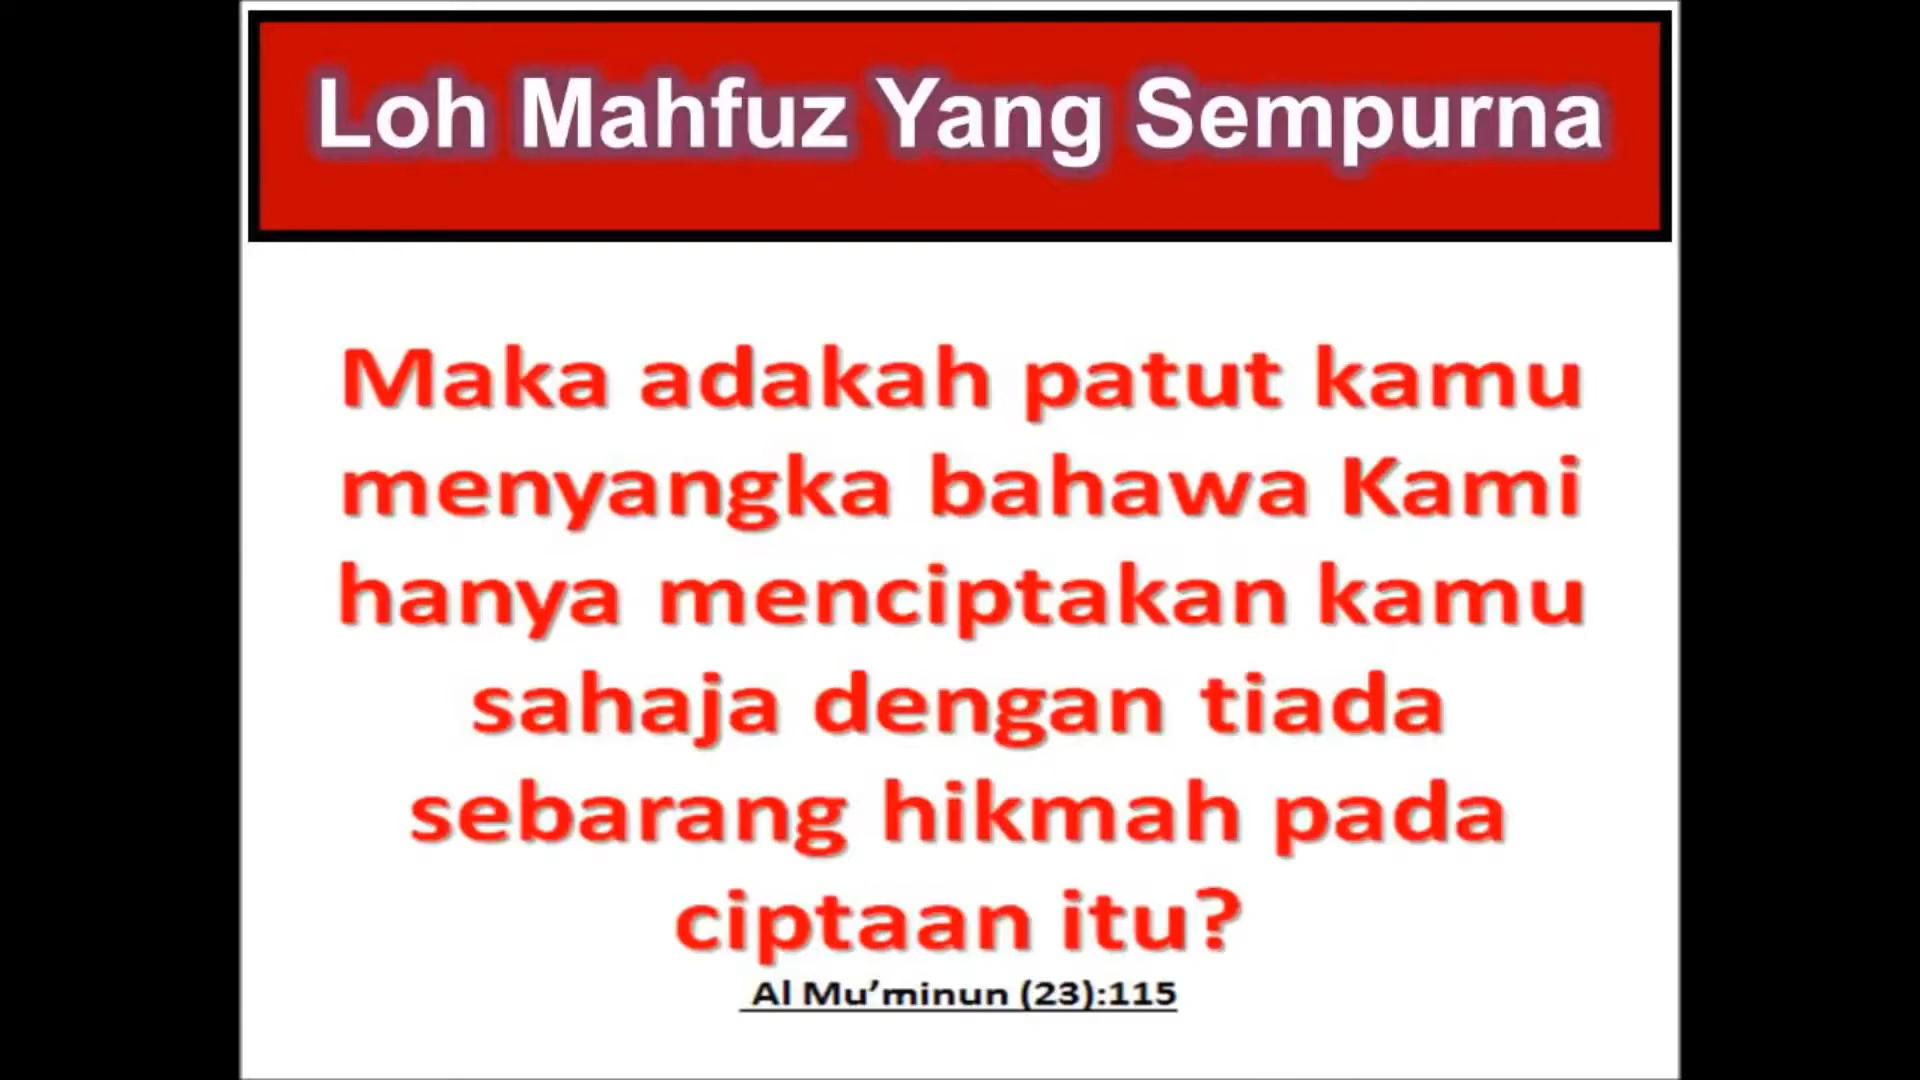 Loh Mahfuz Yang Sempurna
Maka adakah patut kamu
menyangka bahawa Kami
hanya menciptakan kamu
sahaja dengan tiada
sebarang hikmah pada
ciptaan itu?
Al Mu’minun (23):115